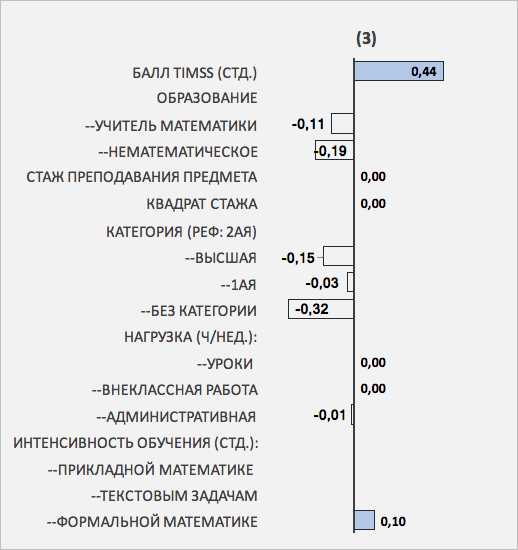 (3)
БАЛЛ TIMSS (СТД.) 0,44
ОБРАЗОВАНИЕ
--УЧИТЕЛЬ МАТЕМАТИКИ -0,11
--НЕМАТЕМАТИЧЕСКОЕ -0,19
СТАЖ ПРЕПОДАВАНИЯ ПРЕДМЕТА 0,00
КВАДРАТ СТАЖА 0,00
КАТЕГОРИЯ (РЕФ: 2АЯ)
--ВЫСШАЯ -0,15
--1АЯ -0,03
--БЕЗ КАТЕГОРИИ -0,32
НАГРУЗКА (Ч/НЕД.):
--УРОКИ 0,00
--ВНЕКЛАССНАЯ РАБОТА 0,00
--АДМИНИСТРАТИВНАЯ -0,01
ИНТЕНСИВНОСТЬ ОБУЧЕНИЯ (СТД.):
--ПРИКЛАДНОЙ МАТЕМАТИКЕ
--ТЕКСТОВЫМ ЗАДАЧАМ
--ФОРМАЛЬНОЙ МАТЕМАТИКЕ 0,10